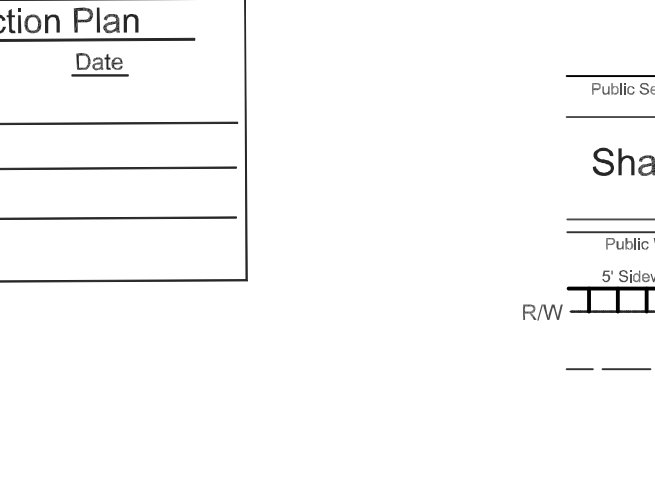 ction Plan
Date
Public Se
Sha
Public
5' Sidew
R/W